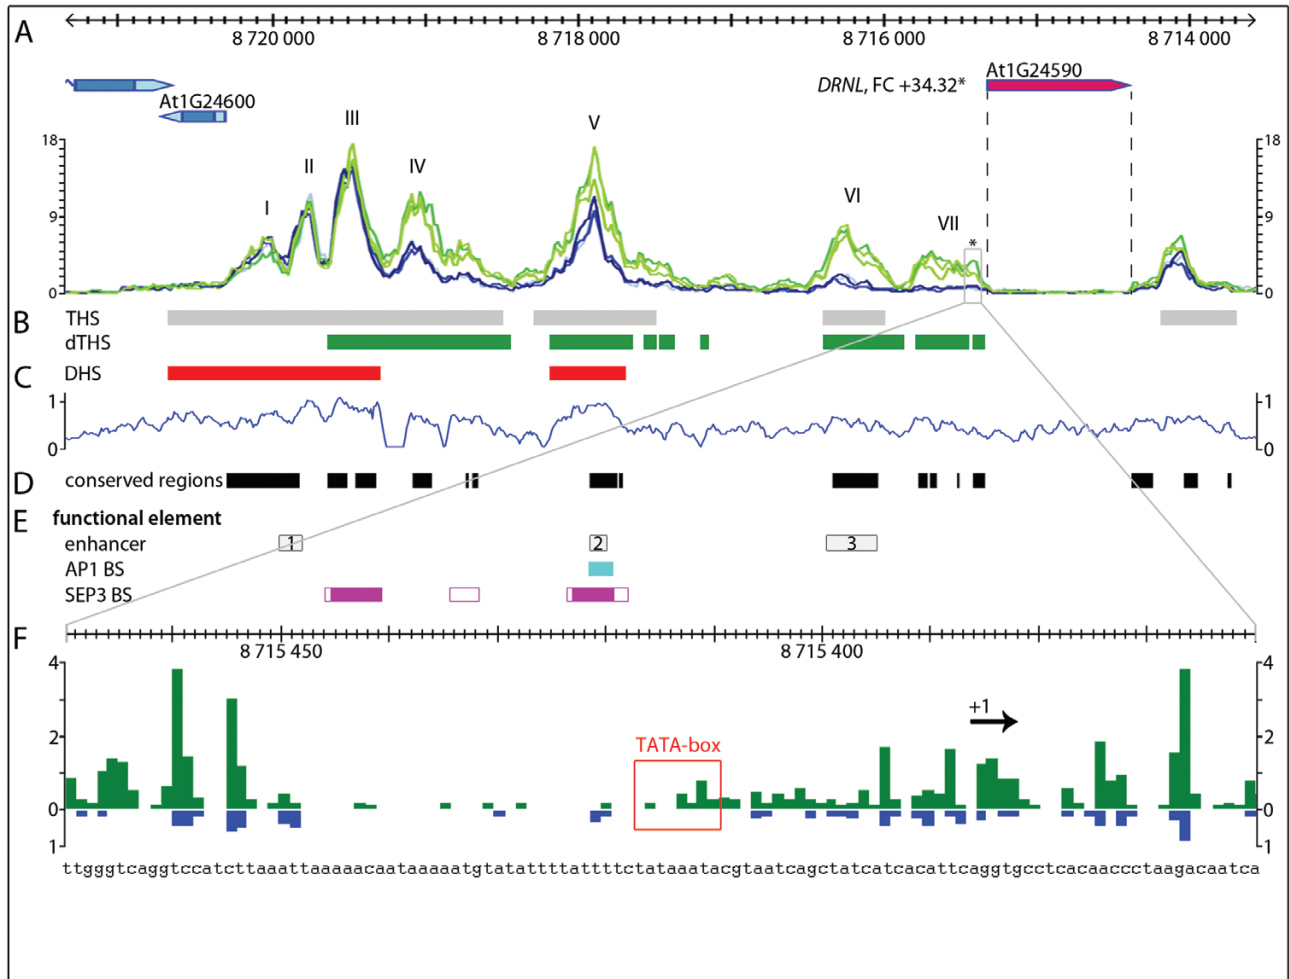 A
8 720 000 8 718 000 8 716 000 8 714 000
At1G24600
DRNL, FC +34.32*
At1G24590
I II III IV V VI VII *
18 18
9 9
0 0
B
THS
dTHS
C
DHS
1 1
0 0
D
conserved regions
E
functional element
enhancer 1 2 3
AP1 BS
SEP3 BS
F
8 715 450 8 715 400
4 4
2 2
0 0
1 1
+1
TATA-box
ttgggtcaggtccatcttaaattaaaaacaataaaaatgtatattttattttctataaatacgtaatcagctatcatcacattcaggtgcctcacaaccctaagacaatca